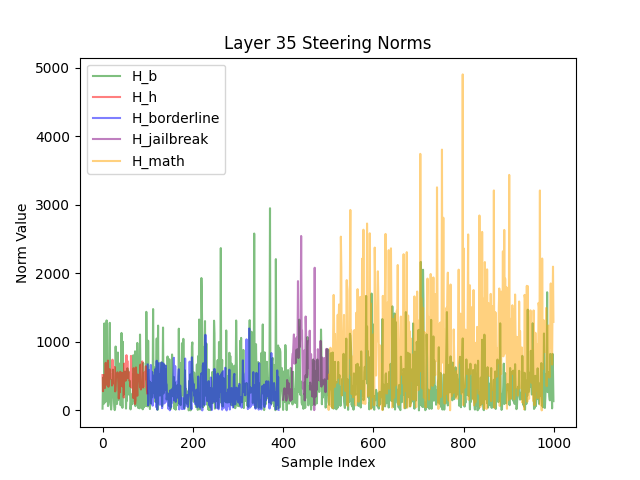 Layer 35 Steering Norms
H_b
H_h
H_borderline
H_jailbreak
H_math
5000
4000
3000
2000
1000
0
Norm Value
0 200 400 600 800 1000
Sample Index